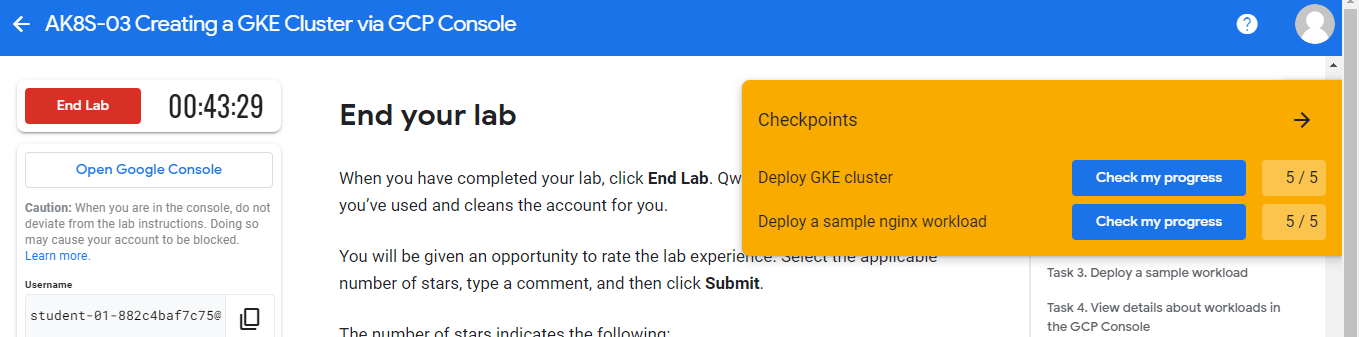 AK8S-03 Creating a GKE Cluster via GCP Console
?
End Lab
00:43:29
Open Google Console
Caution: When you are in the console, do not
deviate from the lab instructions. Doing so
may cause your account to be blocked.
Learn more.
Username
student-01-882c4baf7c75@
End your lab
When you have completed your lab, click End Lab.
you've used and cleans the account for you.
You will be given an opportunity to rate the lab experience. Select the applicable
number of stars, type a comment, and then click Submit.
The number of stars indicates the following:
Checkpoints
Deploy GKE cluster
Check my progress
5 / 5
Deploy a sample nginx workload
Check my progress
5 / 5
Task 3. Deploy a sample workload
Task 4. View details about workloads in
the GCP Console